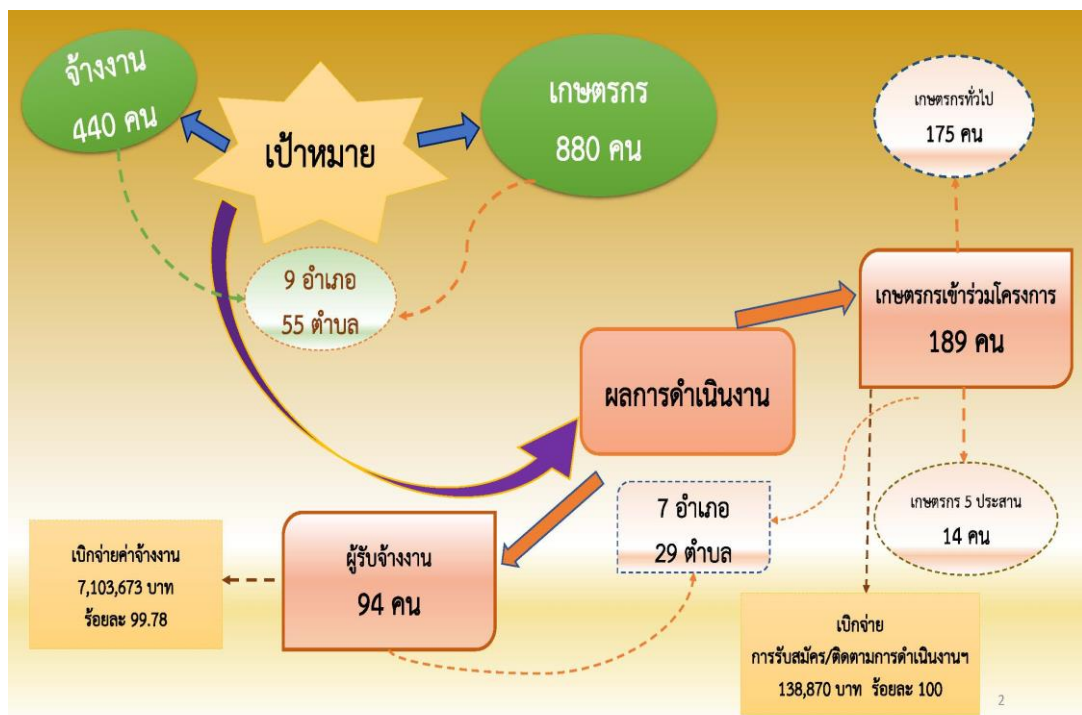 จ้างงาน
440 คน
เป้าหมาย
เกษตรกร
880 คน
9 อำเภอ
55 ตำบล
เกษตรกรทั่วไป
175 คน
เกษตรกรเข้าร่วมโครงการ
189 คน
ผลการดำเนินงาน
7 อำเภอ
29 ตำบล
เกษตรกร 5 ประสาน
14 คน
ผู้รับจ้างงาน
94 คน
เบิกจ่ายค่าจ้างงาน
7,103,673 บาท
ร้อยละ 99.78
เบิกจ่าย
การรับสมัคร/ติดตามการดำเนินงานฯ
138,870 บาท ร้อยละ 100
2